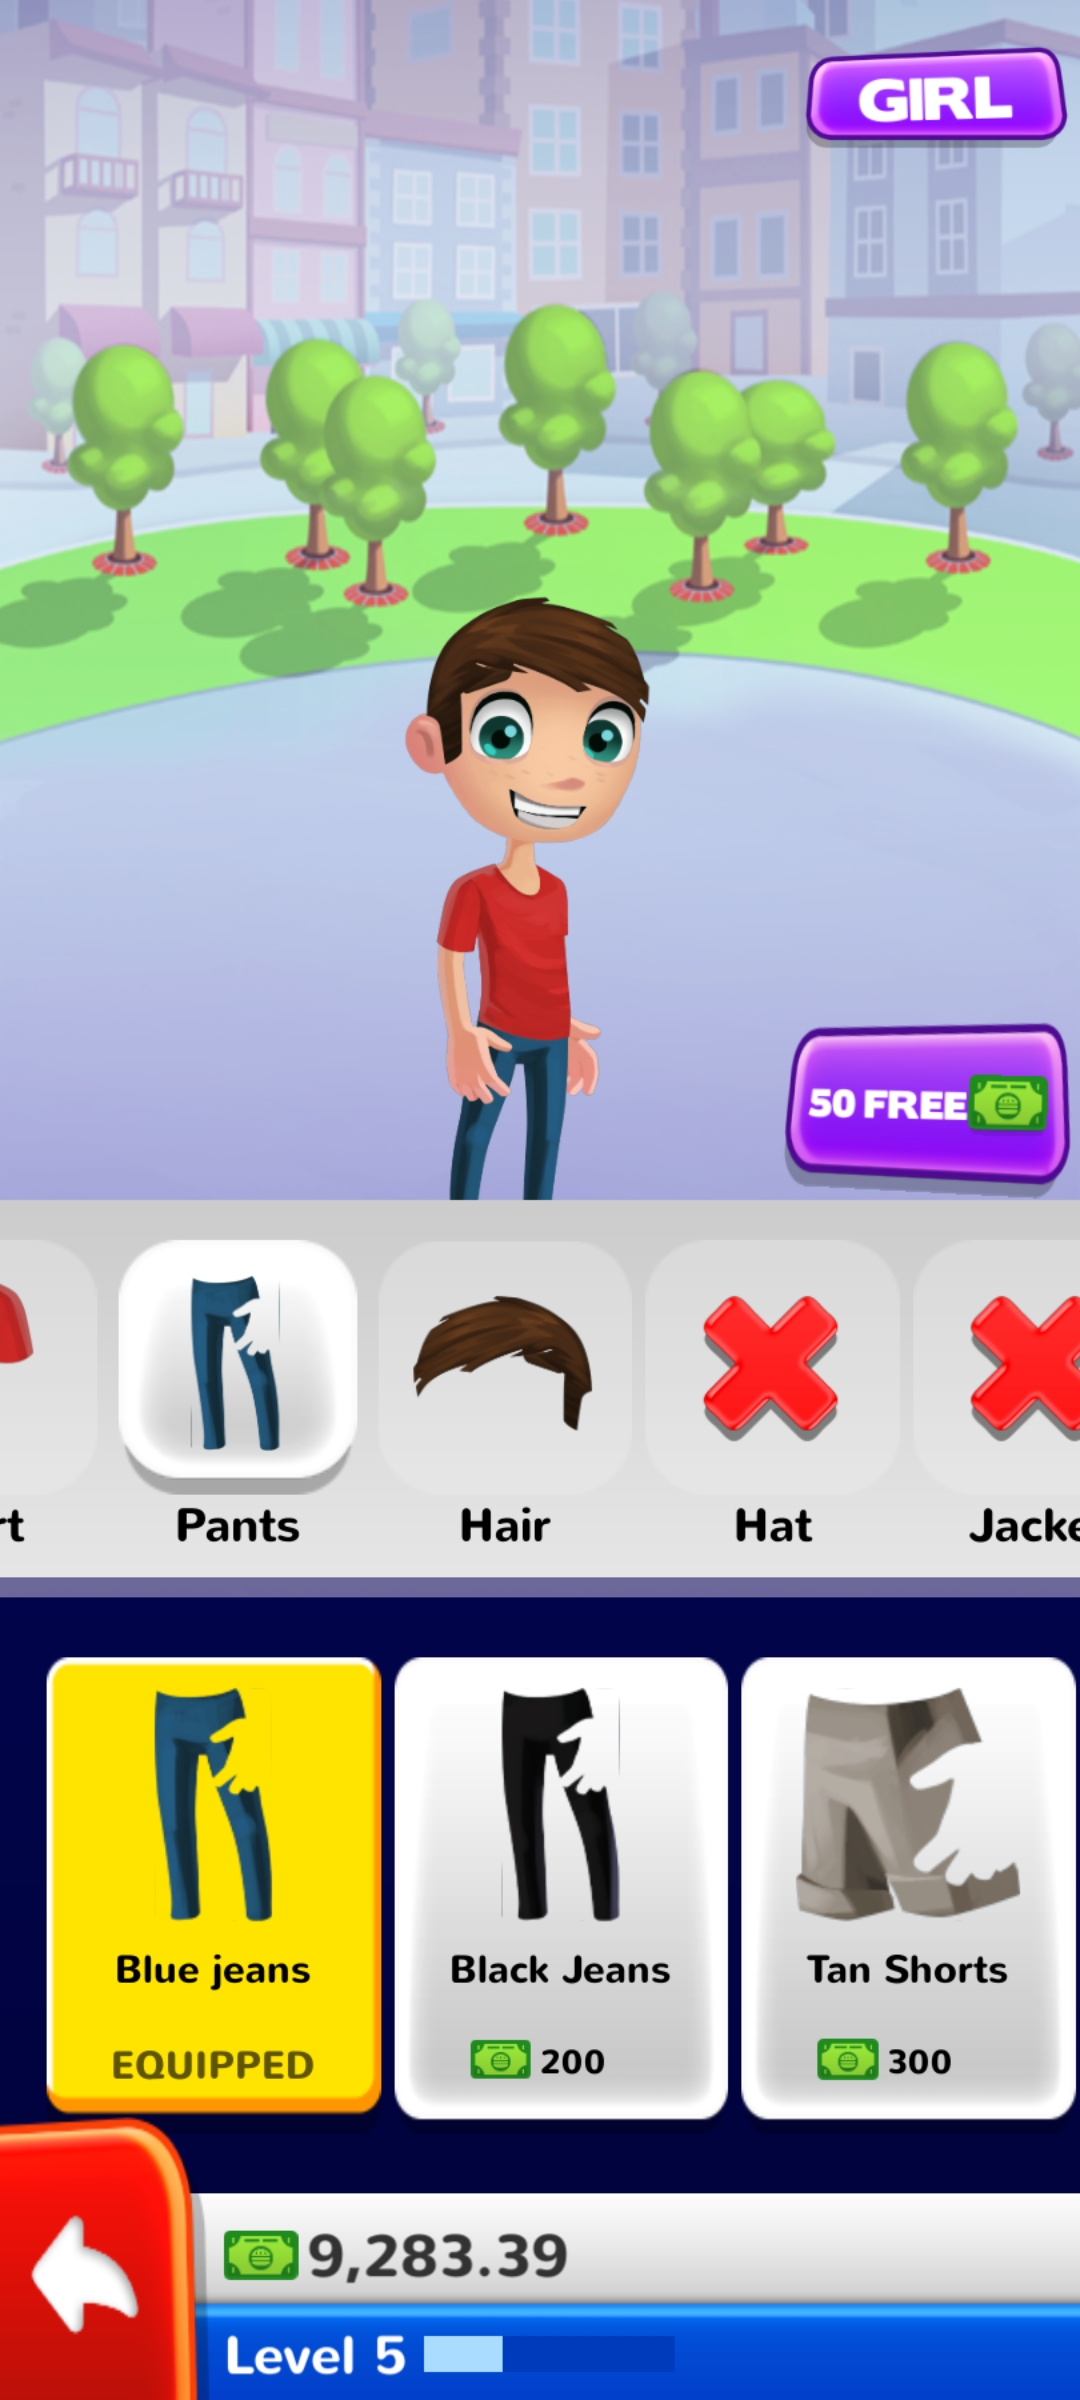 GIRL
50 FREE
rt
Pants
Hair
Hat
Jacke
Blue jeans
Black Jeans
Tan Shorts
EQUIPPED
200
300
9,283.39
Level 5